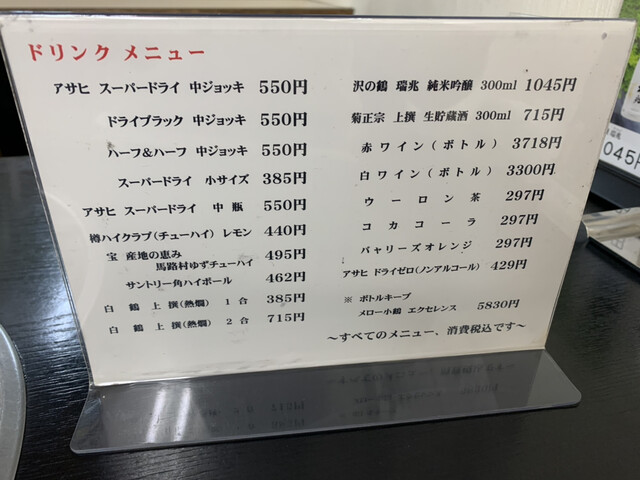 ドリンク メニュー
アサヒ スーパードライ 中ジョッキ 550円
ドライブラック 中ジョッキ 550円
ハーフ&ハーフ 中ジョッキ 550円
スーパードライ 小サイズ 385円
アサヒ スーパードライ 中 瓶 550円
樽ハイクラブ(チューハイ) レモン 440円
宝 産地の恵み
馬路村ゆずチューハイ 495円
サントリー角ハイボール 462円
白 鶴 上 撰(熱燗) 1 合 385円
白 鶴 上 撰(熱燗) 2 合 715円
沢の鶴 瑞兆 純米吟醸 300ml 1045円
菊正宗 上撰 生貯蔵酒 300ml 715円
赤 ワイン ( ボトル ) 3718円
白 ワイン ( ボトル ) 3300円
ウ ー ロ ン 茶 297円
コ カ コ ー ラ 297円
バャリーズオレンジ 297円
アサヒ ドライゼロ(ノンアルコール) 429円
※ ボトルキープ
メロー小鶴 エクセレンス 5830円
～すべてのメニュー、消費税込です～
045円